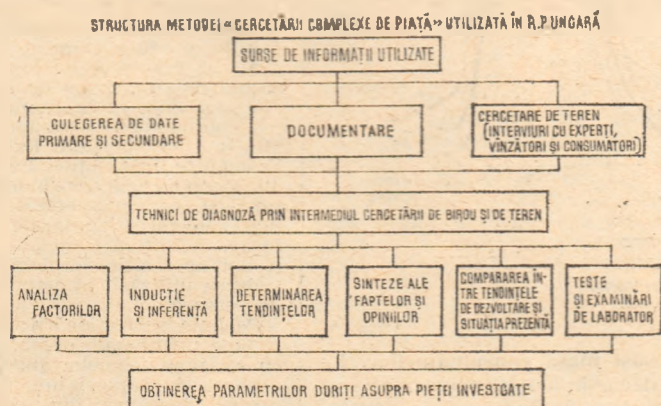 STRUCTURA METODEI «CERCETĂRII COMPLEXE DE PIAȚĂ» UTILIZATĂ ÎN R.P. UNGARĂ
SURSE DE INFORMAȚII UTILIZATE
CULEGEREA DE DATE
PRIMARE ȘI SECUNDARE
DOCUMENTARE
CERCETARE DE TEREN
(INTERVIURI CU EXPERȚI,
VÎNZĂTORI ȘI CONSUMATORI)
TEHNICI DE DIAGNOZĂ PRIN INTERMEDIUL CERCETĂRII DE BIROU ȘI DE TEREN
ANALIZA
FACTORILOR
INDUCȚIE
ȘI INFERENȚĂ
DETERMINAREA
TENDINȚELOR
SINTEZE ALE
FAPTELOR ȘI
OPINIILOR
COMPARAREA ÎN-
TRE TENDINȚELE
DE DEZVOLTARE ȘI
SITUAȚIA PREZENTĂ
TESTE
ȘI EXAMINĂRI
DE LABORATOR
OBȚINEREA PARAMETRILOR DORIȚI ASUPRA PIEȚEI INVESTGATE